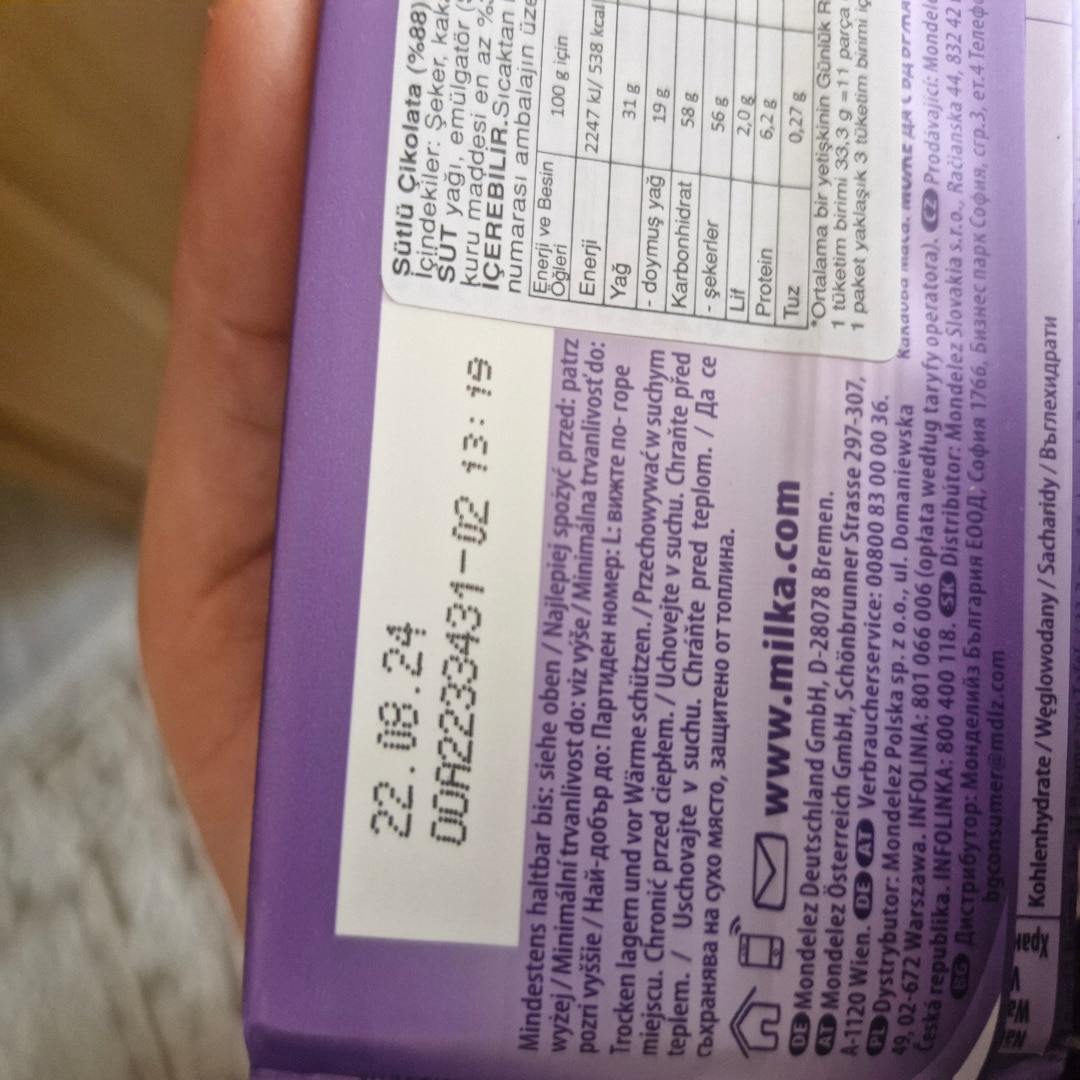 22.08.24
OOA223431-02 13:19
Mindestens haltbar bis: siehe oben / Najlepiej spożyć przed: patrz
wyżej / Minimální trvanlivost do: viz výše / Minimálna trvanlivosť do:
pozri vyššie / Най-добър до: Партиден номер: L: вижте по- горе
Trocken lagern und vor Wärme schützen. / Przechowywać w suchym
miejscu. Chronić przed ciepłem. / Uchovejte v suchu. Chraňte před
teplem. / Uschovajte v suchu. Chráňte pred teplom. / Да се
съхранява на сухо място, защитено от топлина.
www.milka.com
DE Mondelez Deutschland GmbH, D-28078 Bremen.
AT Mondelez Österreich GmbH, Schönbrunner Strasse 297-307,
A-1120 Wien. DE AT Verbraucherservice: 00800 83 00 00 36.
PL Dystrybutor: Mondelez Polska sp. z o.o., ul. Domaniewska
49, 02-672 Warszawa. INFOLINIA: 801 066 006 (opłata według taryfy operatora). CZ Prodávající: Mondele
Česká republika. INFOLINKA: 800 400 118. SK Distribútor: Mondelez Slovakia s.r.o., Račianska 44, 832 42
BG Дистрибутор: Монделийз България ЕООД, София 1766, Бизнес парк София, сгр.3, ет.4 Телефо
bgconsumer@mdlz.com
Sütlü Çikolata (%88)
İçindekiler: Şeker, kak
SÜT yağı, emülgatör
kuru maddesi en az %
İÇEREBİLİR.Sıcaktan
numarası ambalajın üze
Enerji ve Besin Öğleri 100 g için
Enerji 2247 kJ/ 538 kcal
Yağ 31 g
- doymuş yağ 19 g
Karbonhidrat 58 g
- şekerler 56 g
Lif 2,0 g
Protein 6,2 g
Tuz 0,27 g
*Ortalama bir yetişkinin Günlük R
1 tüketim birimi 33,3 g =11 parça
1 paket yaklaşık 3 tüketim birimi iç
Kohlenhydrate / Węglowodany / Sacharidy / Въглехидрати